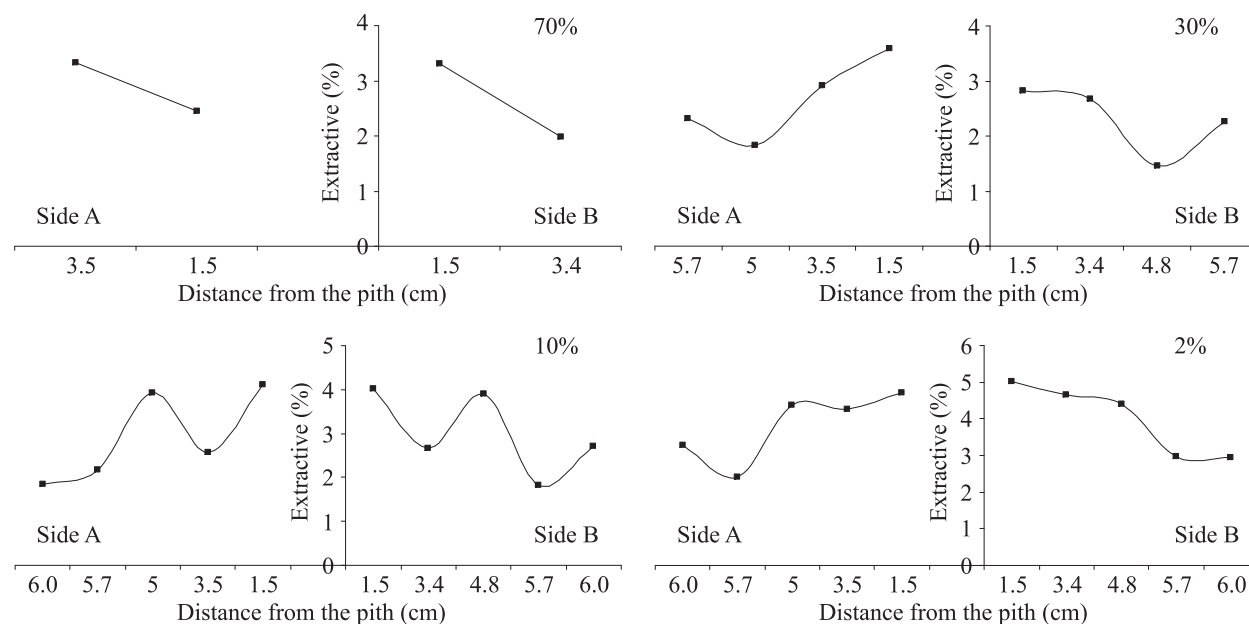 4
70%
3
Extractive (%)
2
1
Side A
Side B
0
3.5 1.5 1.5 3.4
Distance from the pith (cm)
4
30%
3
Extractive (%)
2
1
Side A
Side B
0
5.7 5 3.5 1.5 1.5 3.4 4.8 5.7
Distance from the pith (cm)
5
10%
4
Extractive (%)
3
2
1
Side A
Side B
0
6.0 5.7 5 3.5 1.5 1.5 3.4 4.8 5.7 6.0
Distance from the pith (cm)
6
2%
5
4
Extractive (%)
3
2
1
Side A
Side B
0
6.0 5.7 5 3.5 1.5 1.5 3.4 4.8 5.7 6.0
Distance from the pith (cm)